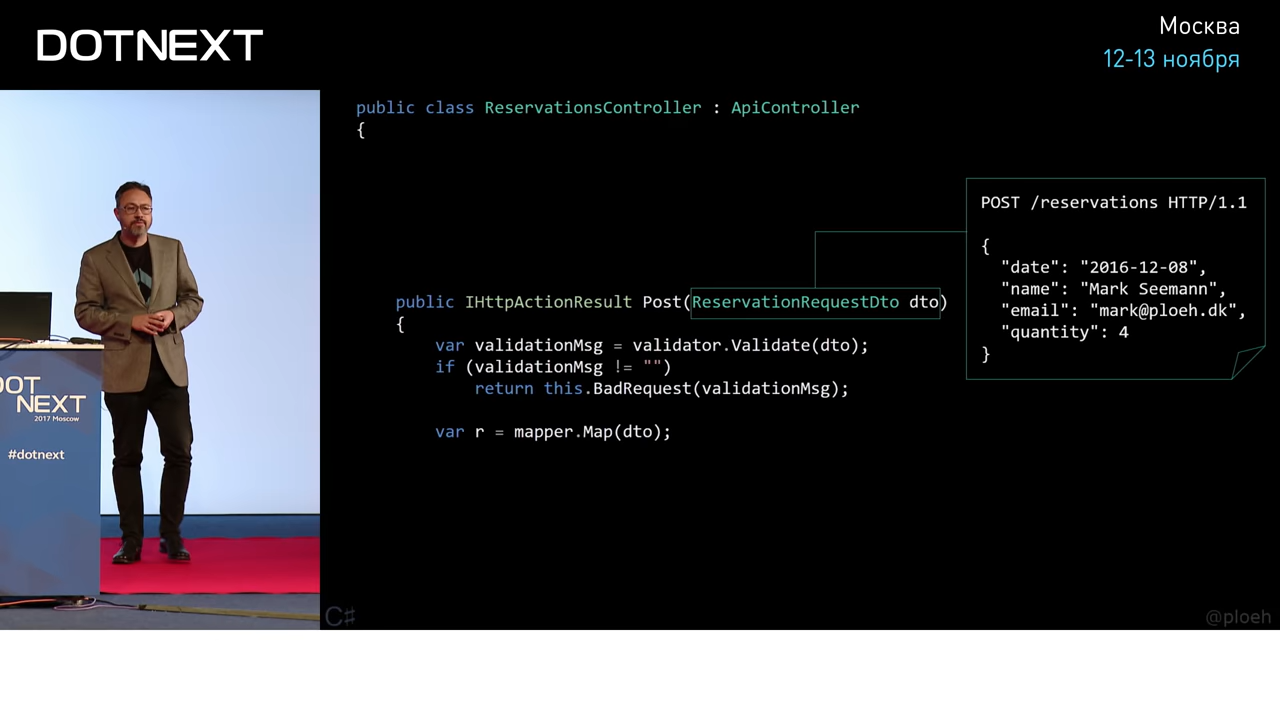 DOTNEXT
Москва
12-13 ноября
public class ReservationsController : ApiController
{
public IHttpActionResult Post(ReservationRequestDto dto)
{
var validationMsg = validator.Validate(dto);
if (validationMsg != "")
return this.BadRequest(validationMsg);
var r = mapper.Map(dto);
POST /reservations HTTP/1.1
{
"date": "2016-12-08",
"name": "Mark Seemann",
"email": "mark@ploeh.dk",
"quantity": 4
}
DOT
NEXT
2017 Moscow
#dotnext
C#
@ploeh